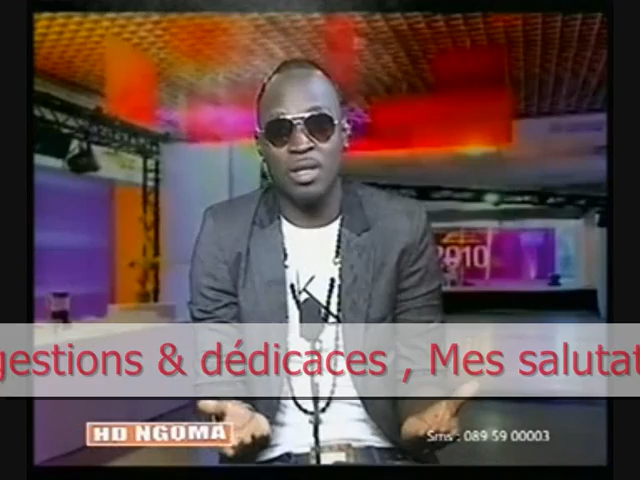 2010
gestions & dédicaces , Mes salutat
HD NGOMA
Sms : 089 59 00003